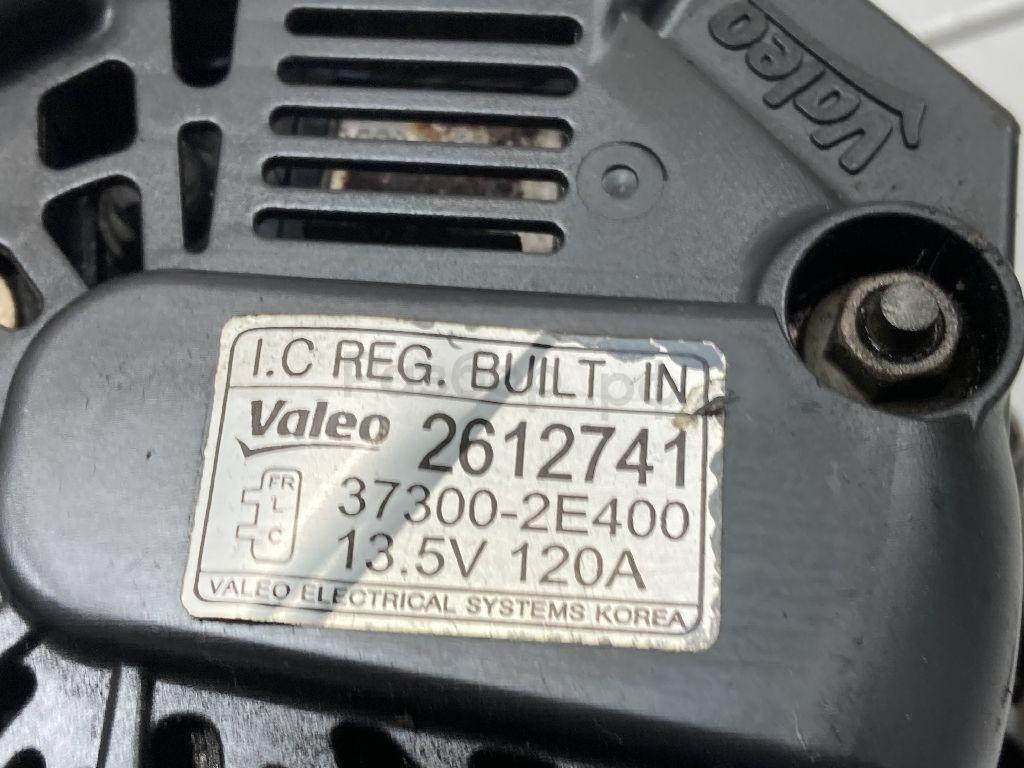 Valeo
I.C REG. BUILT IN
Valeo 2612741
FR
L
C
37300-2E400
13.5V 120A
VALEO ELECTRICAL SYSTEMS KOREA